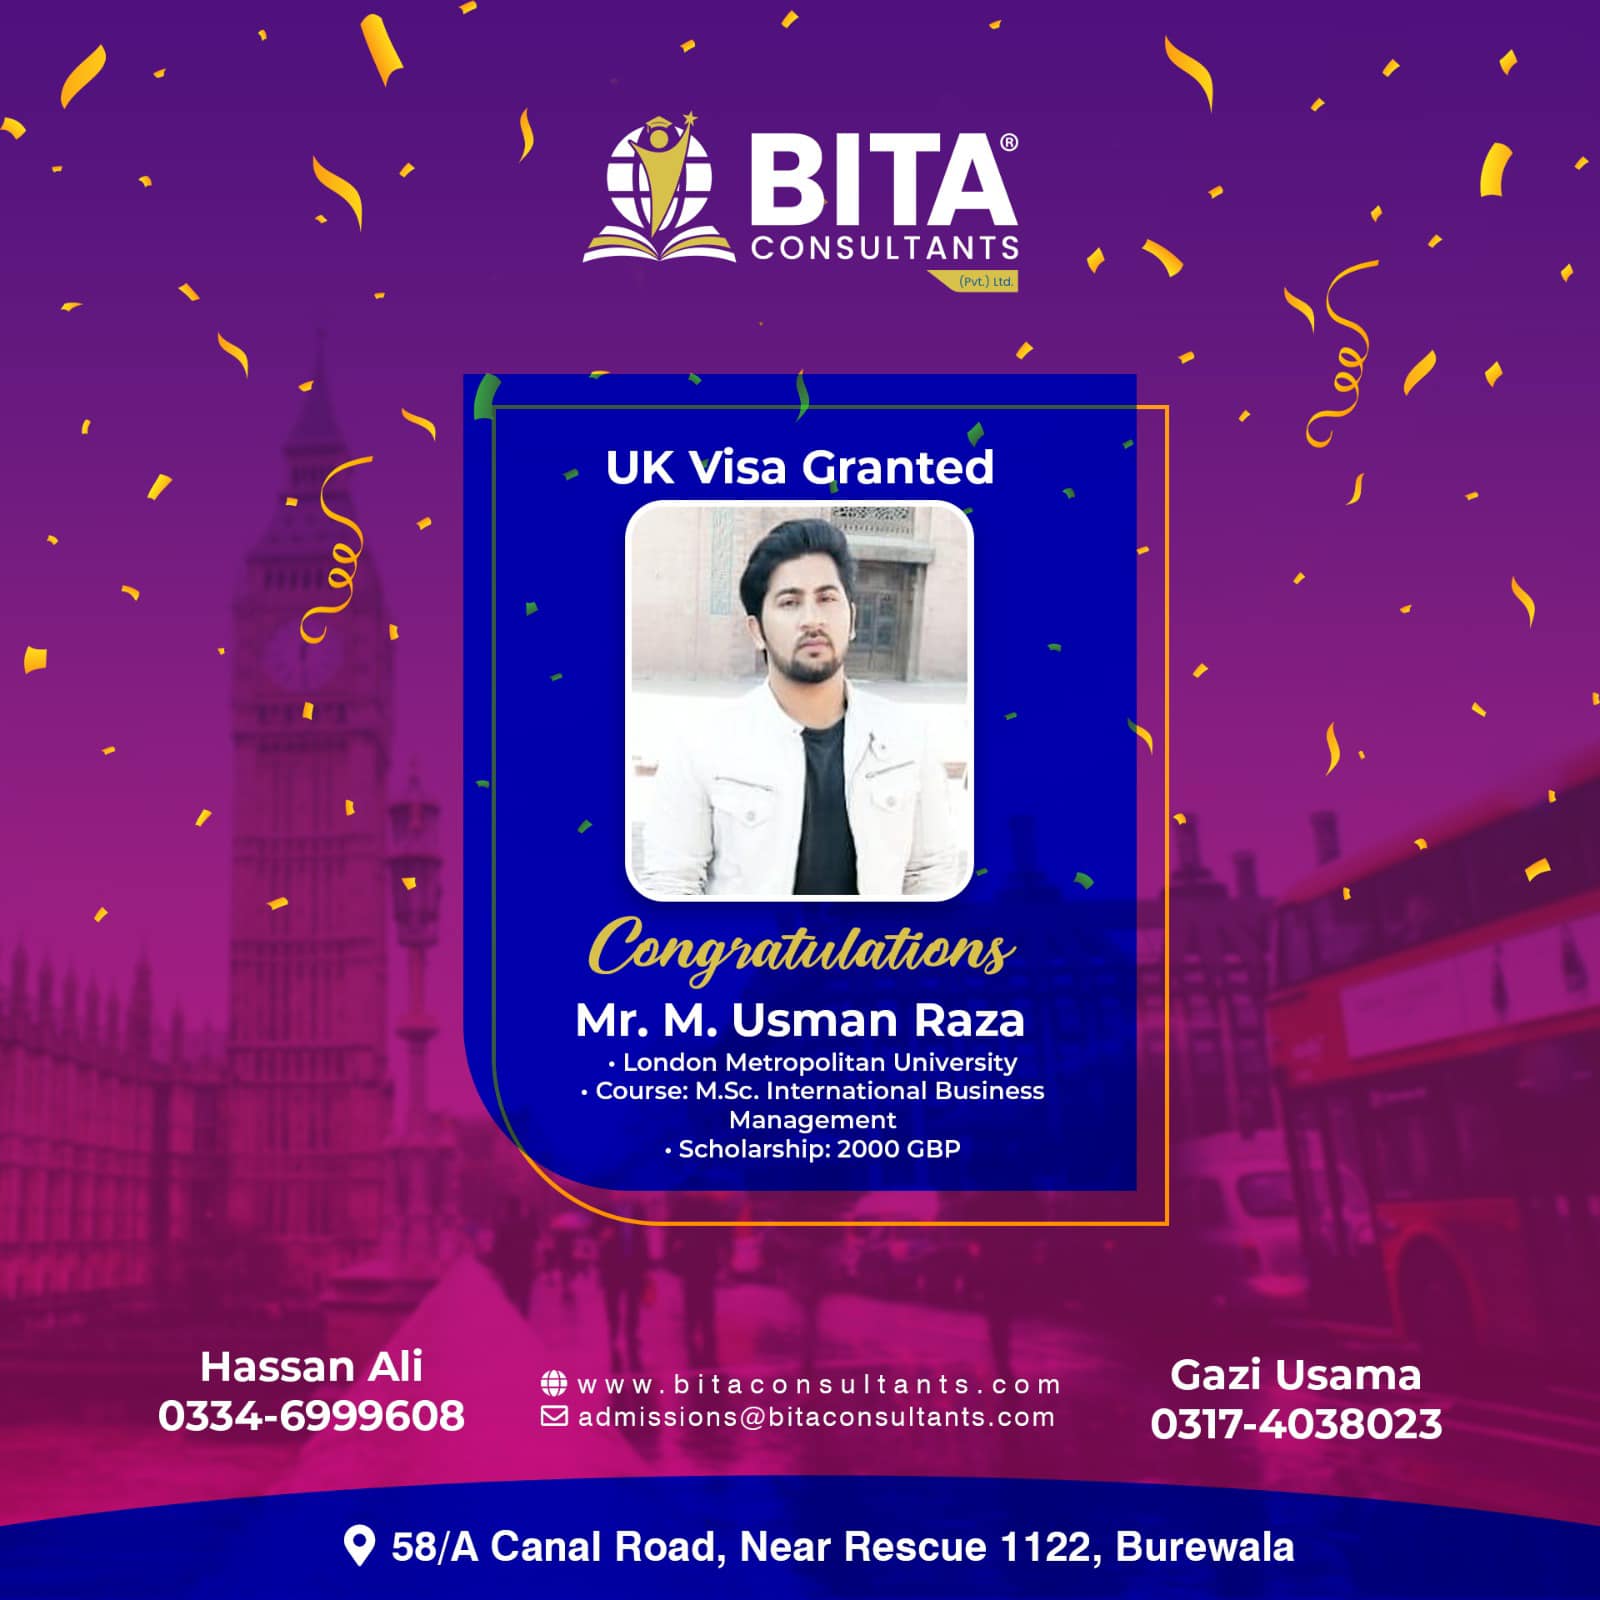 BITA®
CONSULTANTS
(Pvt.) Ltd.
UK Visa Granted
Congratulations
Mr. M. Usman Raza
• London Metropolitan University
• Course: M.Sc. International Business
Management
• Scholarship: 2000 GBP
Hassan Ali
0334-6999608
www.bitaconsultants.com
admissions@bitaconsultants.com
Gazi Usama
0317-4038023
58/A Canal Road, Near Rescue 1122, Burewala